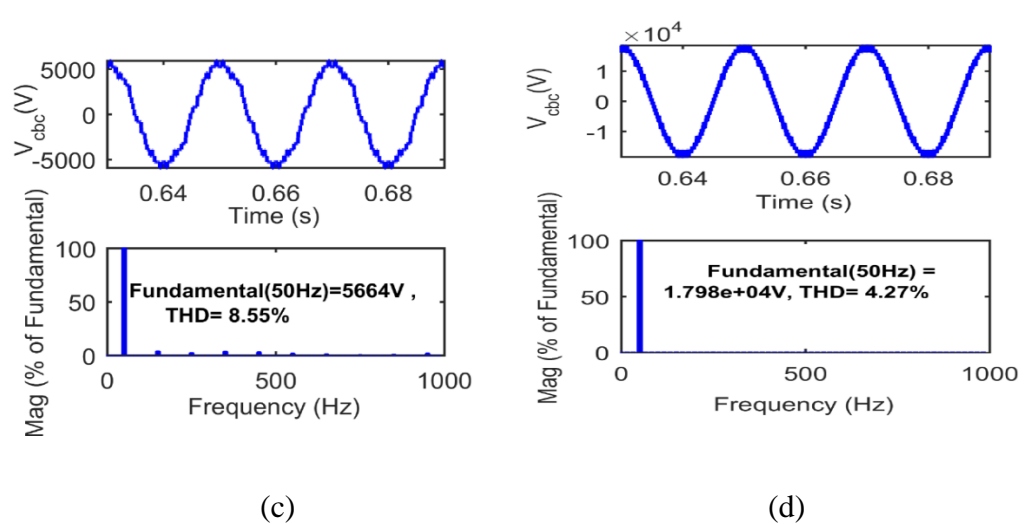 5000
0
-5000
V_cbc(V)
0.64 0.66 0.68
Time (s)
100
50
0
Mag (% of Fundamental)
Fundamental(50Hz)=5664V ,
THD= 8.55%
0 500 1000
Frequency (Hz)
(c)
×10^4
1
0
-1
V_cbc(V)
0.64 0.66 0.68
Time (s)
100
50
0
Mag (% of Fundamental)
Fundamental(50Hz) =
1.798e+04V, THD= 4.27%
0 500 1000
Frequency (Hz)
(d)